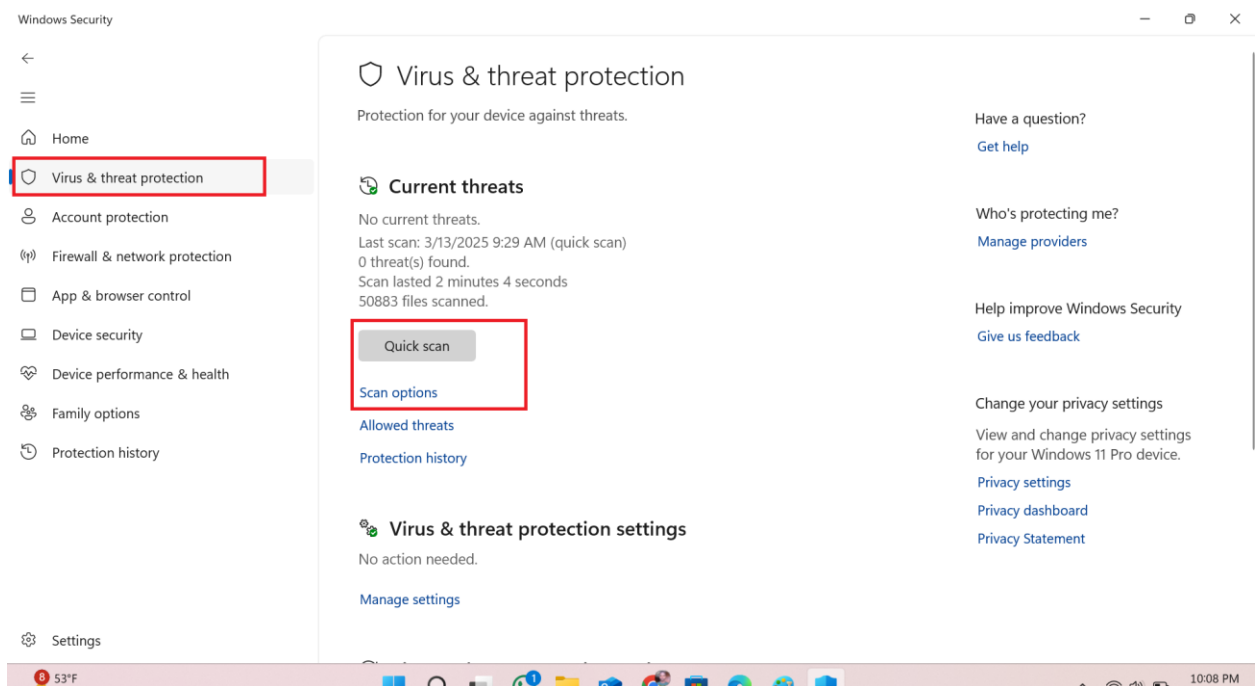 Windows Security
Home
Virus & threat protection
Account protection
Firewall & network protection
App & browser control
Device security
Device performance & health
Family options
Protection history
Settings
Virus & threat protection
Protection for your device against threats.
Current threats
No current threats.
Last scan: 3/13/2025 9:29 AM (quick scan)
0 threat(s) found.
Scan lasted 2 minutes 4 seconds
50883 files scanned.
Quick scan
Scan options
Allowed threats
Protection history
Virus & threat protection settings
No action needed.
Manage settings
Have a question?
Get help
Who's protecting me?
Manage providers
Help improve Windows Security
Give us feedback
Change your privacy settings
View and change privacy settings
for your Windows 11 Pro device.
Privacy settings
Privacy dashboard
Privacy Statement
8
53°F
1
10:08 PM